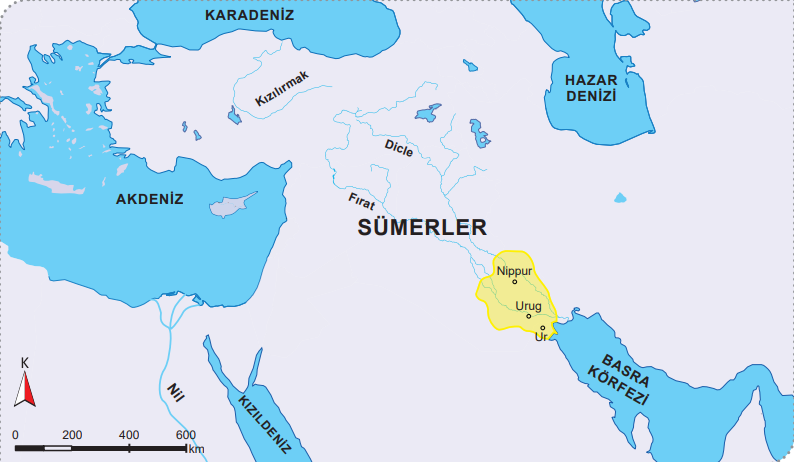 KARADENİZ
HAZAR
DENİZİ
Kızılırmak
Dicle
AKDENİZ
Fırat
SÜMERLER
Nippur
Urug
Ur
BASRA
KÖRFEZİ
K
Nil
KIZILDENİZ
0 200 400 600
km